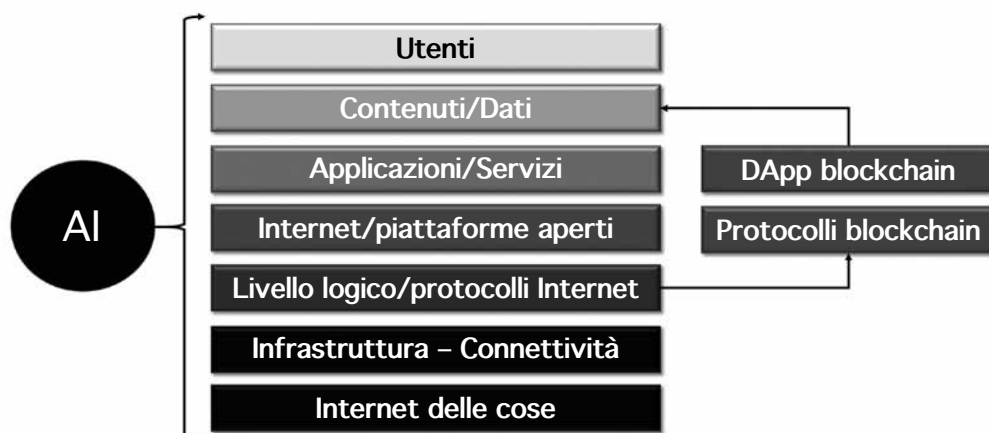 Utenti
Contenuti/Dati
Applicazioni/Servizi
DApp blockchain
AI
Internet/piattaforme aperti
Protocolli blockchain
Livello logico/protocolli Internet
Infrastruttura – Connettività
Internet delle cose